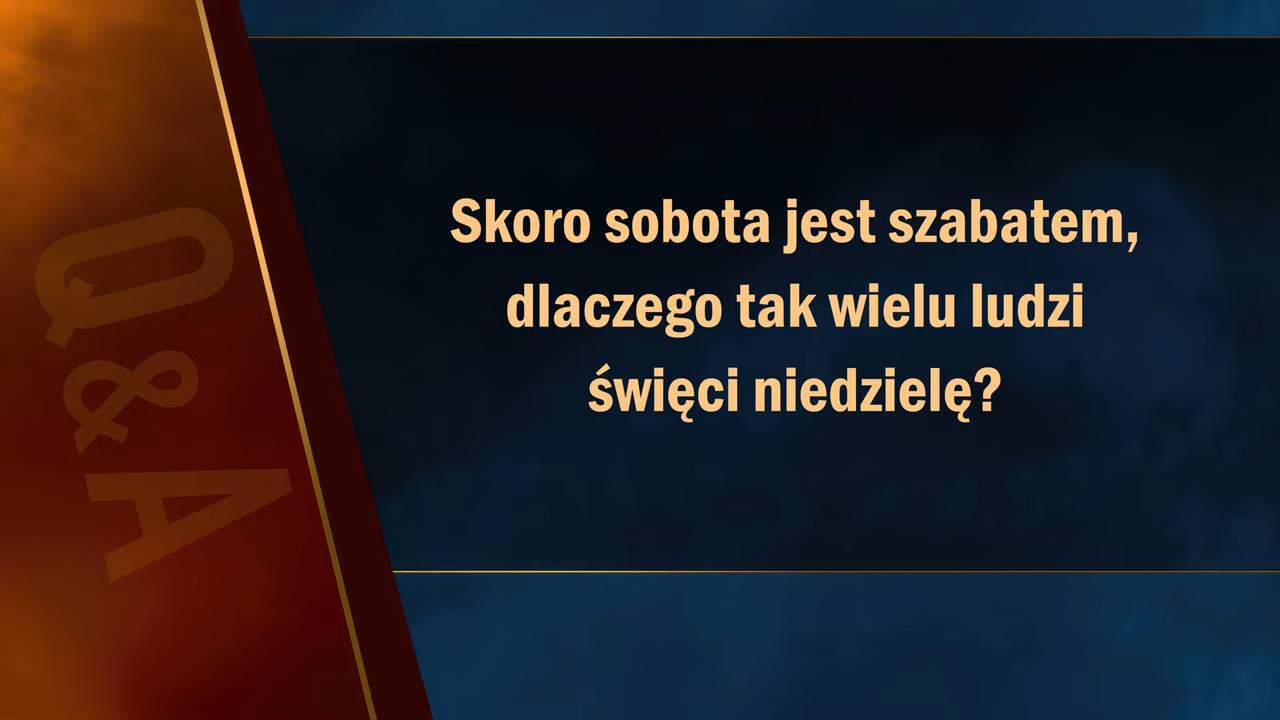 Q&A
Skoro sobota jest szabatem,
dlaczego tak wielu ludzi
święci niedzielę?